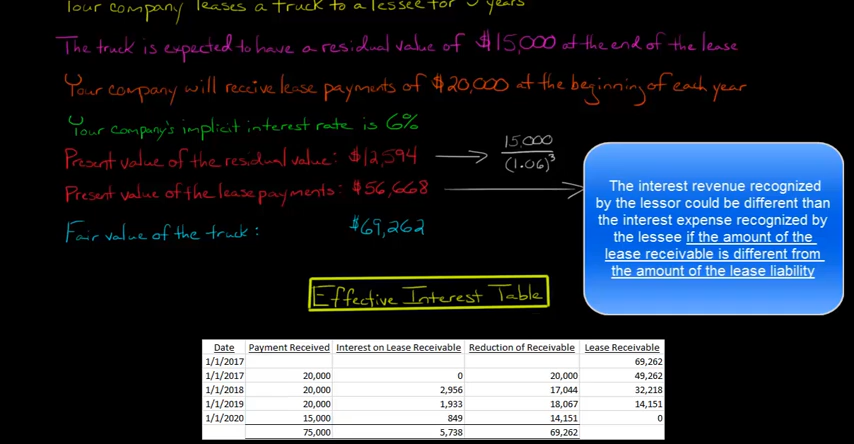 Your company leases a truck to a lessee for 3 years
The truck is expected to have a residual value of $15,000 at the end of the lease
Your company will receive lease payments of $20,000 at the beginning of each year
Your company's implicit interest rate is 6%
Present value of the residual value: $12,594 15,000
(1.06)³
Present value of the lease payments: $56,668
Fair value of the truck: $69,262
The interest revenue recognized
by the lessor could be different than
the interest expense recognized by
the lessee if the amount of the
lease receivable is different from
the amount of the lease liability
Effective Interest Table
Date Payment Received Interest on Lease Receivable Reduction of Receivable Lease Receivable
1/1/2017 69,262
1/1/2017 20,000 0 20,000 49,262
1/1/2018 20,000 2,956 17,044 32,218
1/1/2019 20,000 1,933 18,067 14,151
1/1/2020 15,000 849 14,151 0
75,000 5,738 69,262